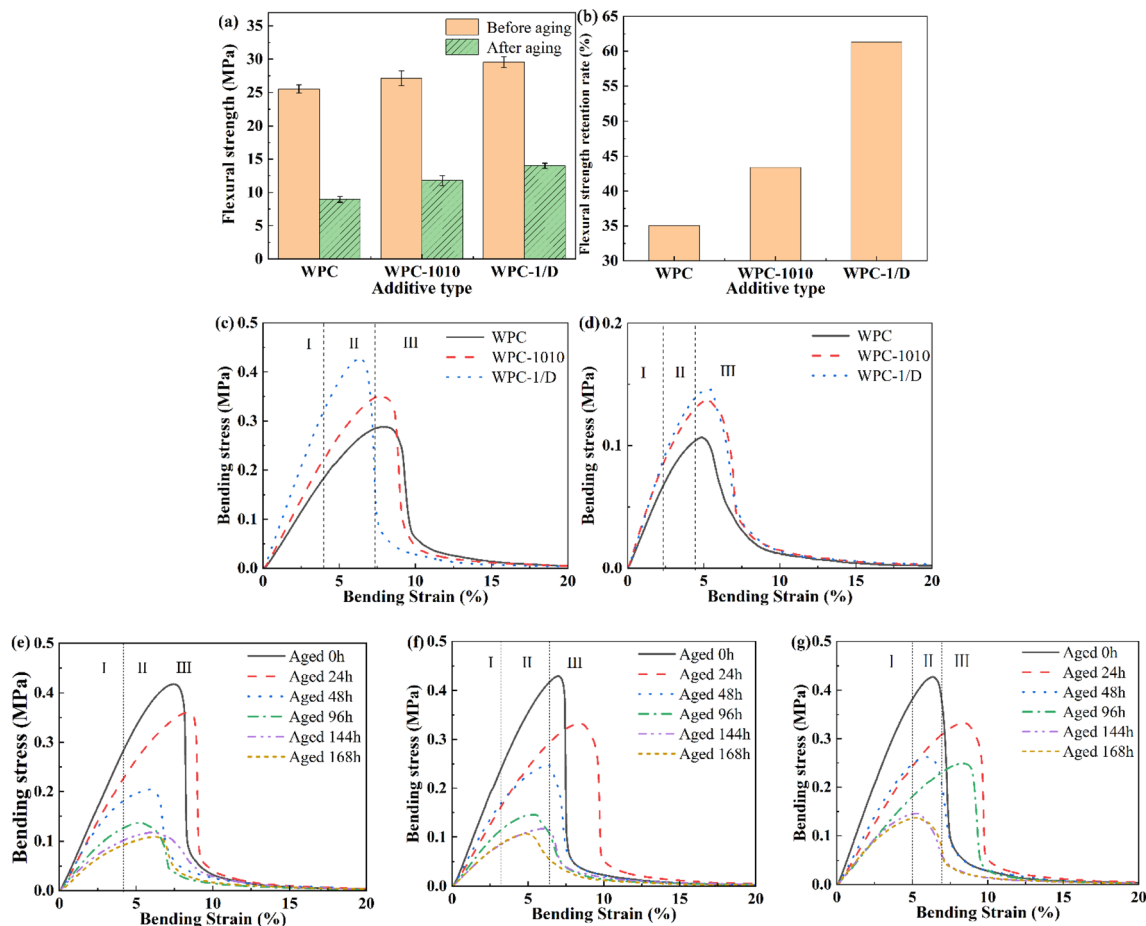 (a)
Before aging
After aging
35
30
25
20
15
10
5
0
Flexural strength (MPa)
WPC
WPC-1010
WPC-1/D
Additive type
(b)
65
60
55
50
45
40
35
30
Flexural strength retention rate (%)
WPC
WPC-1010
WPC-1/D
Additive type
(c)
0.5
0.4
0.3
0.2
0.1
0.0
Bending stress (MPa)
I
II
III
WPC
WPC-1010
WPC-1/D
0
5
10
15
20
Bending Strain (%)
(d)
0.2
0.1
0.0
Bending stress (MPa)
I
II
III
WPC
WPC-1010
WPC-1/D
0
5
10
15
20
Bending Strain (%)
(e)
0.5
0.4
0.3
0.2
0.1
0.0
Bending stress (MPa)
I
II
III
Aged 0h
Aged 24h
Aged 48h
Aged 96h
Aged 144h
Aged 168h
0
5
10
15
20
Bending Strain (%)
(f)
0.5
0.4
0.3
0.2
0.1
0.0
Bending stress (MPa)
I
II
III
Aged 0h
Aged 24h
Aged 48h
Aged 96h
Aged 144h
Aged 168h
0
5
10
15
20
Bending Strain (%)
(g)
0.5
0.4
0.3
0.2
0.1
0.0
Bending stress (MPa)
I
II
III
Aged 0h
Aged 24h
Aged 48h
Aged 96h
Aged 144h
Aged 168h
0
5
10
15
20
Bending Strain (%)